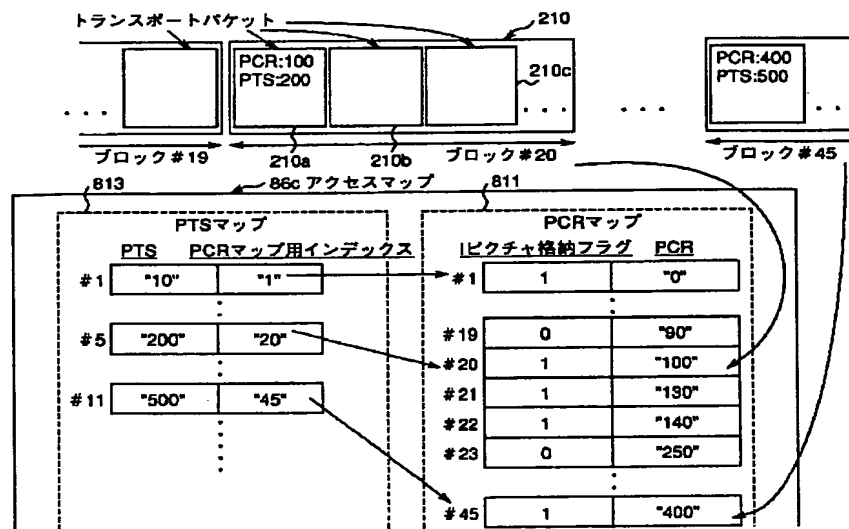 トランスポートパケット
210
PCR:100
PTS:200
210c
PCR:400
PTS:500
. . .
. . .
. . .
. . .
ブロック#19
210a
210b
ブロック#20
ブロック#45
813
86c アクセスマップ
811
PTSマップ
PTS PCRマップ用インデックス
#1 "10" "1"
#5 "200" "20"
#11 "500" "45"
PCRマップ
Iピクチャ格納フラグ PCR
#1 1 "0"
#19 0 "90"
#20 1 "100"
#21 1 "130"
#22 1 "140"
#23 0 "250"
#45 1 "400"